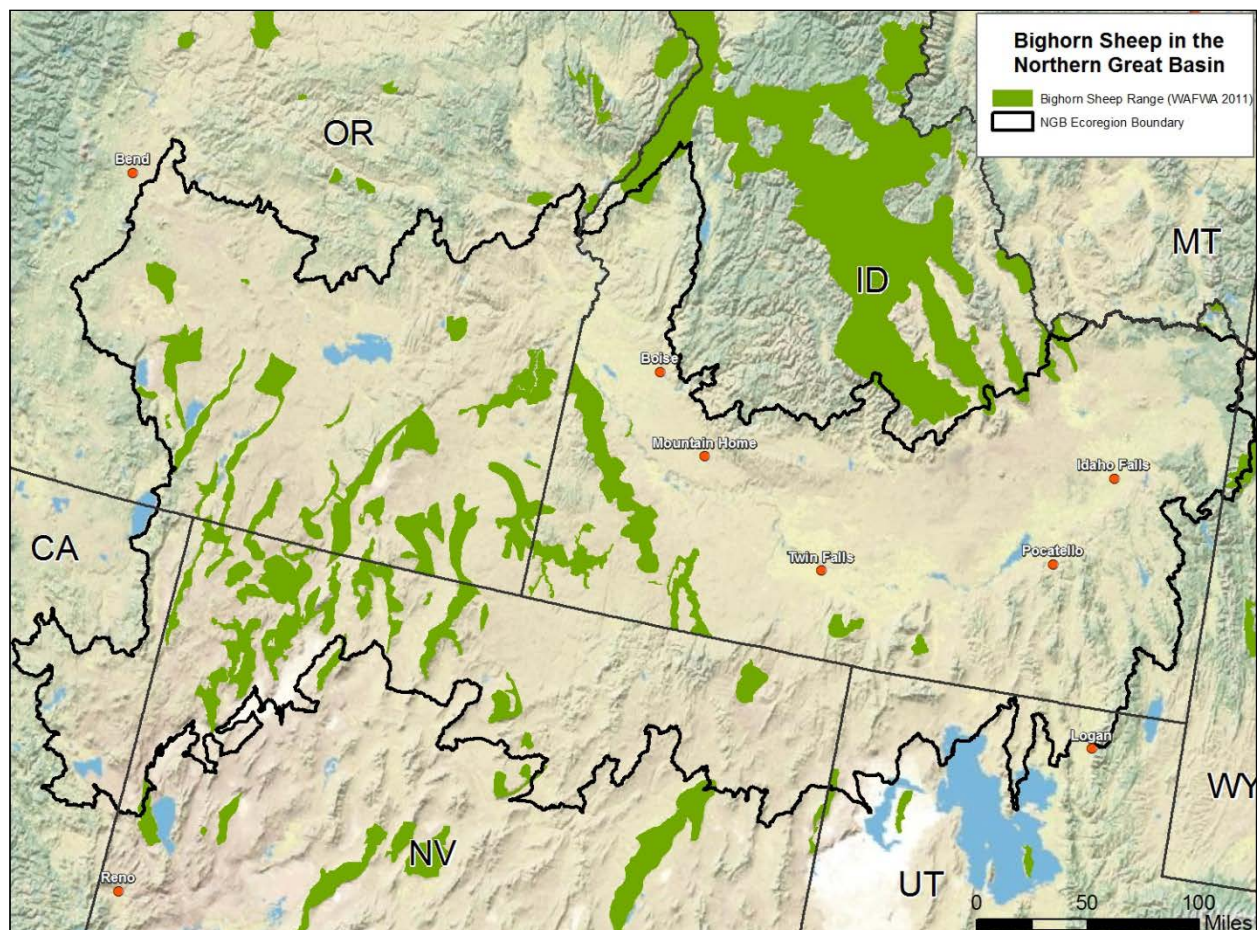 Bighorn Sheep in the
Northern Great Basin
Bighorn Sheep Range (WAFWA 2011)
NGB Ecoregion Boundary
OR
Bend
MT
ID
Boise
Mountain Home
Idaho Falls
CA
Twin Falls
Pocatello
Logan
WY
NV
Reno
UT
0 50 100
Miles